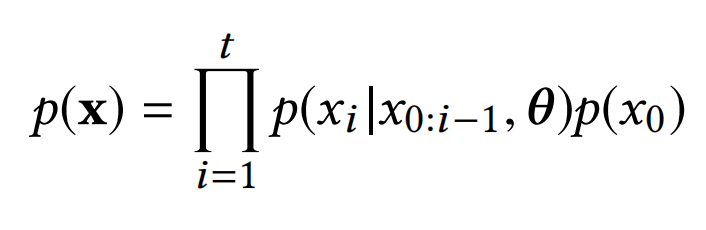 p(𝐱) = ∏_{i=1}^{t} p(x_i|x_{0:i−1}, 𝜽)p(x_0)